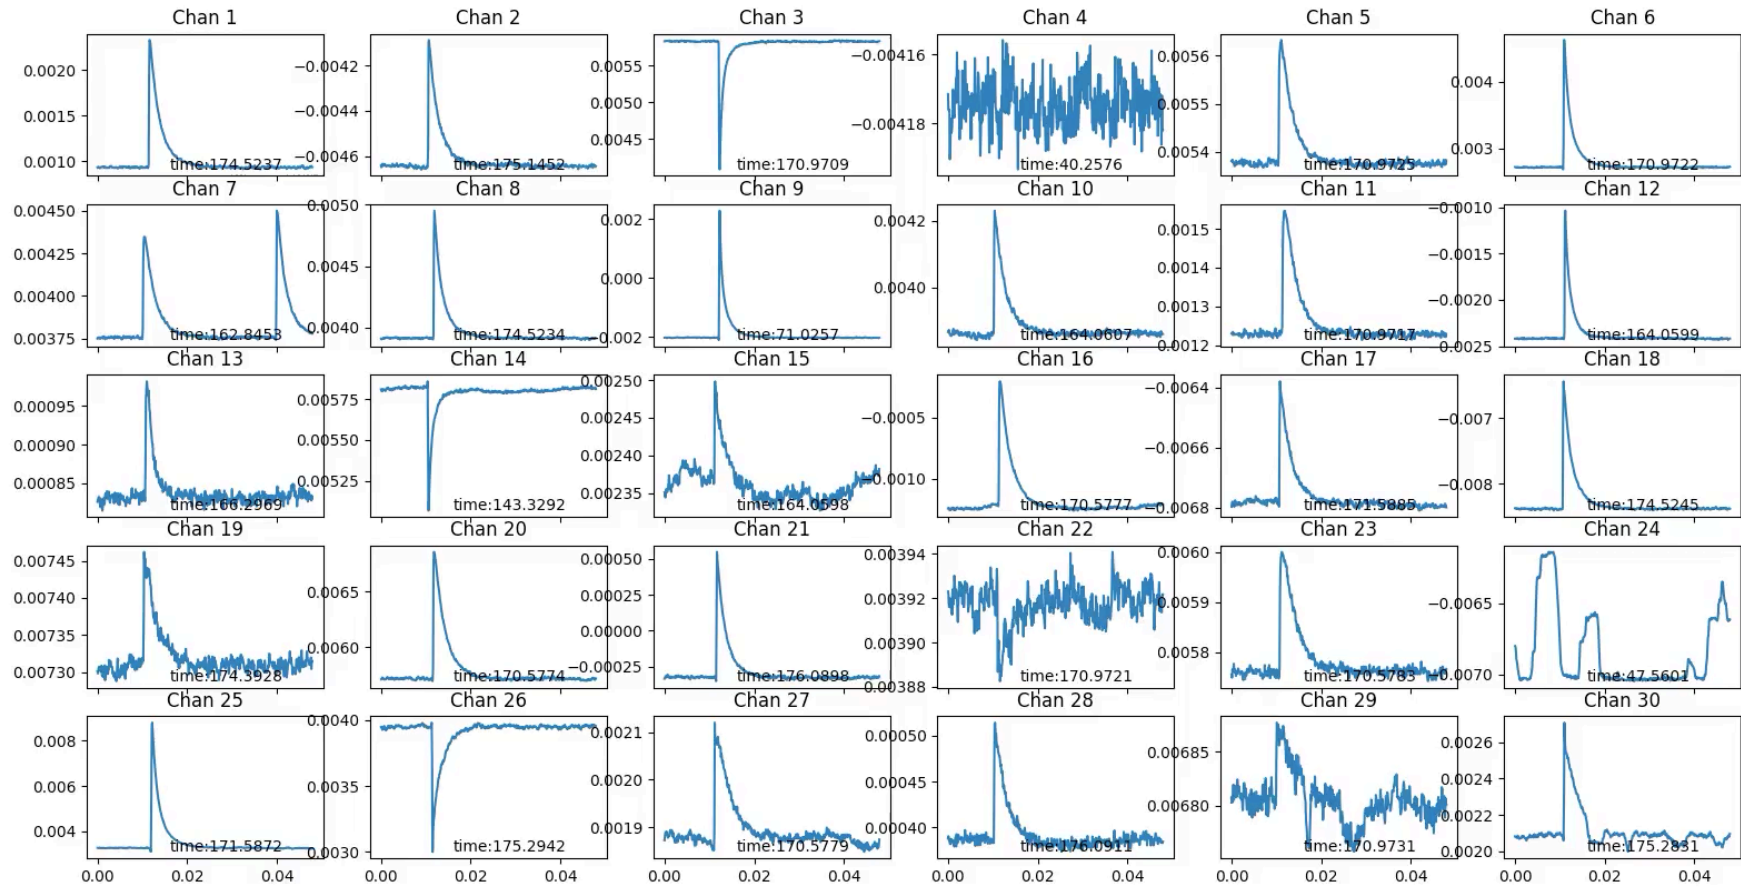 Chan 1 Chan 2 Chan 3 Chan 4 Chan 5 Chan 6
0.0020 0.0015 0.0010 time:174.5237
−0.0042 −0.0044 −0.0046 time:175.1452
0.0055 0.0050 0.0045 time:170.9709
−0.00416 −0.00418 time:40.2576
0.0056 0.0055 0.0054 time:170.9725
0.004 0.003 time:170.9722
Chan 7 Chan 8 Chan 9 Chan 10 Chan 11 Chan 12
0.00450 0.00425 0.00400 0.00375 time:162.8453
0.0050 0.0045 0.0040 time:174.5234
0.002 0.000 −0.002 time:71.0257
0.0042 0.0040 time:164.0607
0.0015 0.0014 0.0013 0.0012 time:170.9717
−0.0010 −0.0015 −0.0020 −0.0025 time:164.0599
Chan 13 Chan 14 Chan 15 Chan 16 Chan 17 Chan 18
0.00095 0.00090 0.00085 time:166.2969
0.00575 0.00550 0.00525 time:143.3292
0.00250 0.00245 0.00240 0.00235 time:164.0598
−0.0005 −0.0010 time:170.5777
−0.0064 −0.0066 −0.0068 time:171.5885
−0.007 −0.008 time:174.5245
Chan 19 Chan 20 Chan 21 Chan 22 Chan 23 Chan 24
0.00745 0.00740 0.00735 0.00730 time:174.3928
0.0065 0.0060 time:170.5774
0.00050 0.00025 0.00000 −0.00025 time:176.0898
0.00394 0.00392 0.00390 0.00388 time:170.9721
0.0060 0.0059 0.0058 time:170.5783
−0.0065 −0.0070 time:47.5601
Chan 25 Chan 26 Chan 27 Chan 28 Chan 29 Chan 30
0.008 0.006 0.004 time:171.5872
0.0040 0.0035 0.0030 time:175.2942
0.0021 0.0020 0.0019 time:170.5779
0.00050 0.00045 0.00040 time:176.0911
0.00685 0.00680 time:170.9731
0.0026 0.0024 0.0022 0.0020 time:175.2831
0.00 0.02 0.04 0.00 0.02 0.04 0.00 0.02 0.04 0.00 0.02 0.04 0.00 0.02 0.04 0.00 0.02 0.04